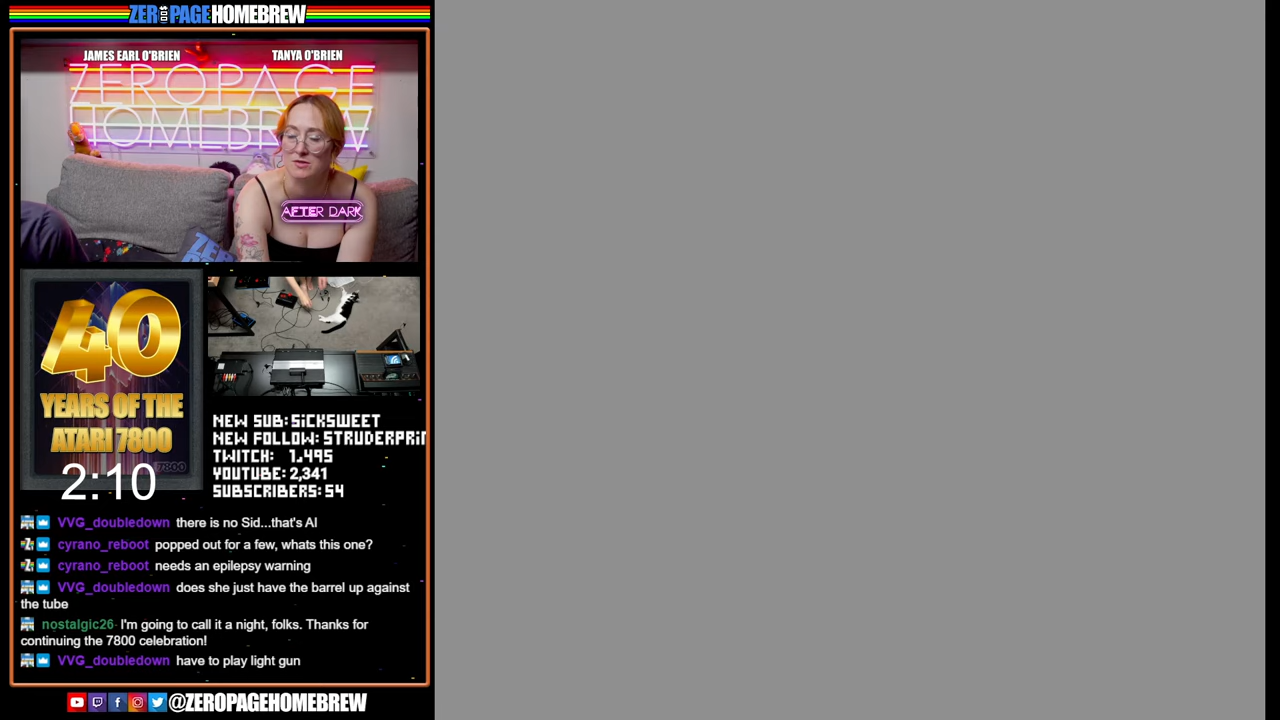 ZEROPAGEHOMEBREW
JAMES EARL O'BRIEN
TANYA O'BRIEN
ZEROPAGE
HOMEBR
AFTER DARK
40
YEARS OF THE
ATARI 7800
7800
2:10
NEW SUB: SICKSWEET
NEW FOLLOW: STRUDERPRI
TWITCH: 1,495
YOUTUBE: 2,341
SUBSCRIBERS: 54
VVG_doubledown there is no Sid...that's AI
cyrano_reboot popped out for a few, whats this one?
cyrano_reboot needs an epilepsy warning
VVG_doubledown does she just have the barrel up against
the tube
nostalgic26 I'm going to call it a night, folks. Thanks for
continuing the 7800 celebration!
VVG_doubledown have to play light gun
@ZEROPAGEHOMEBREW